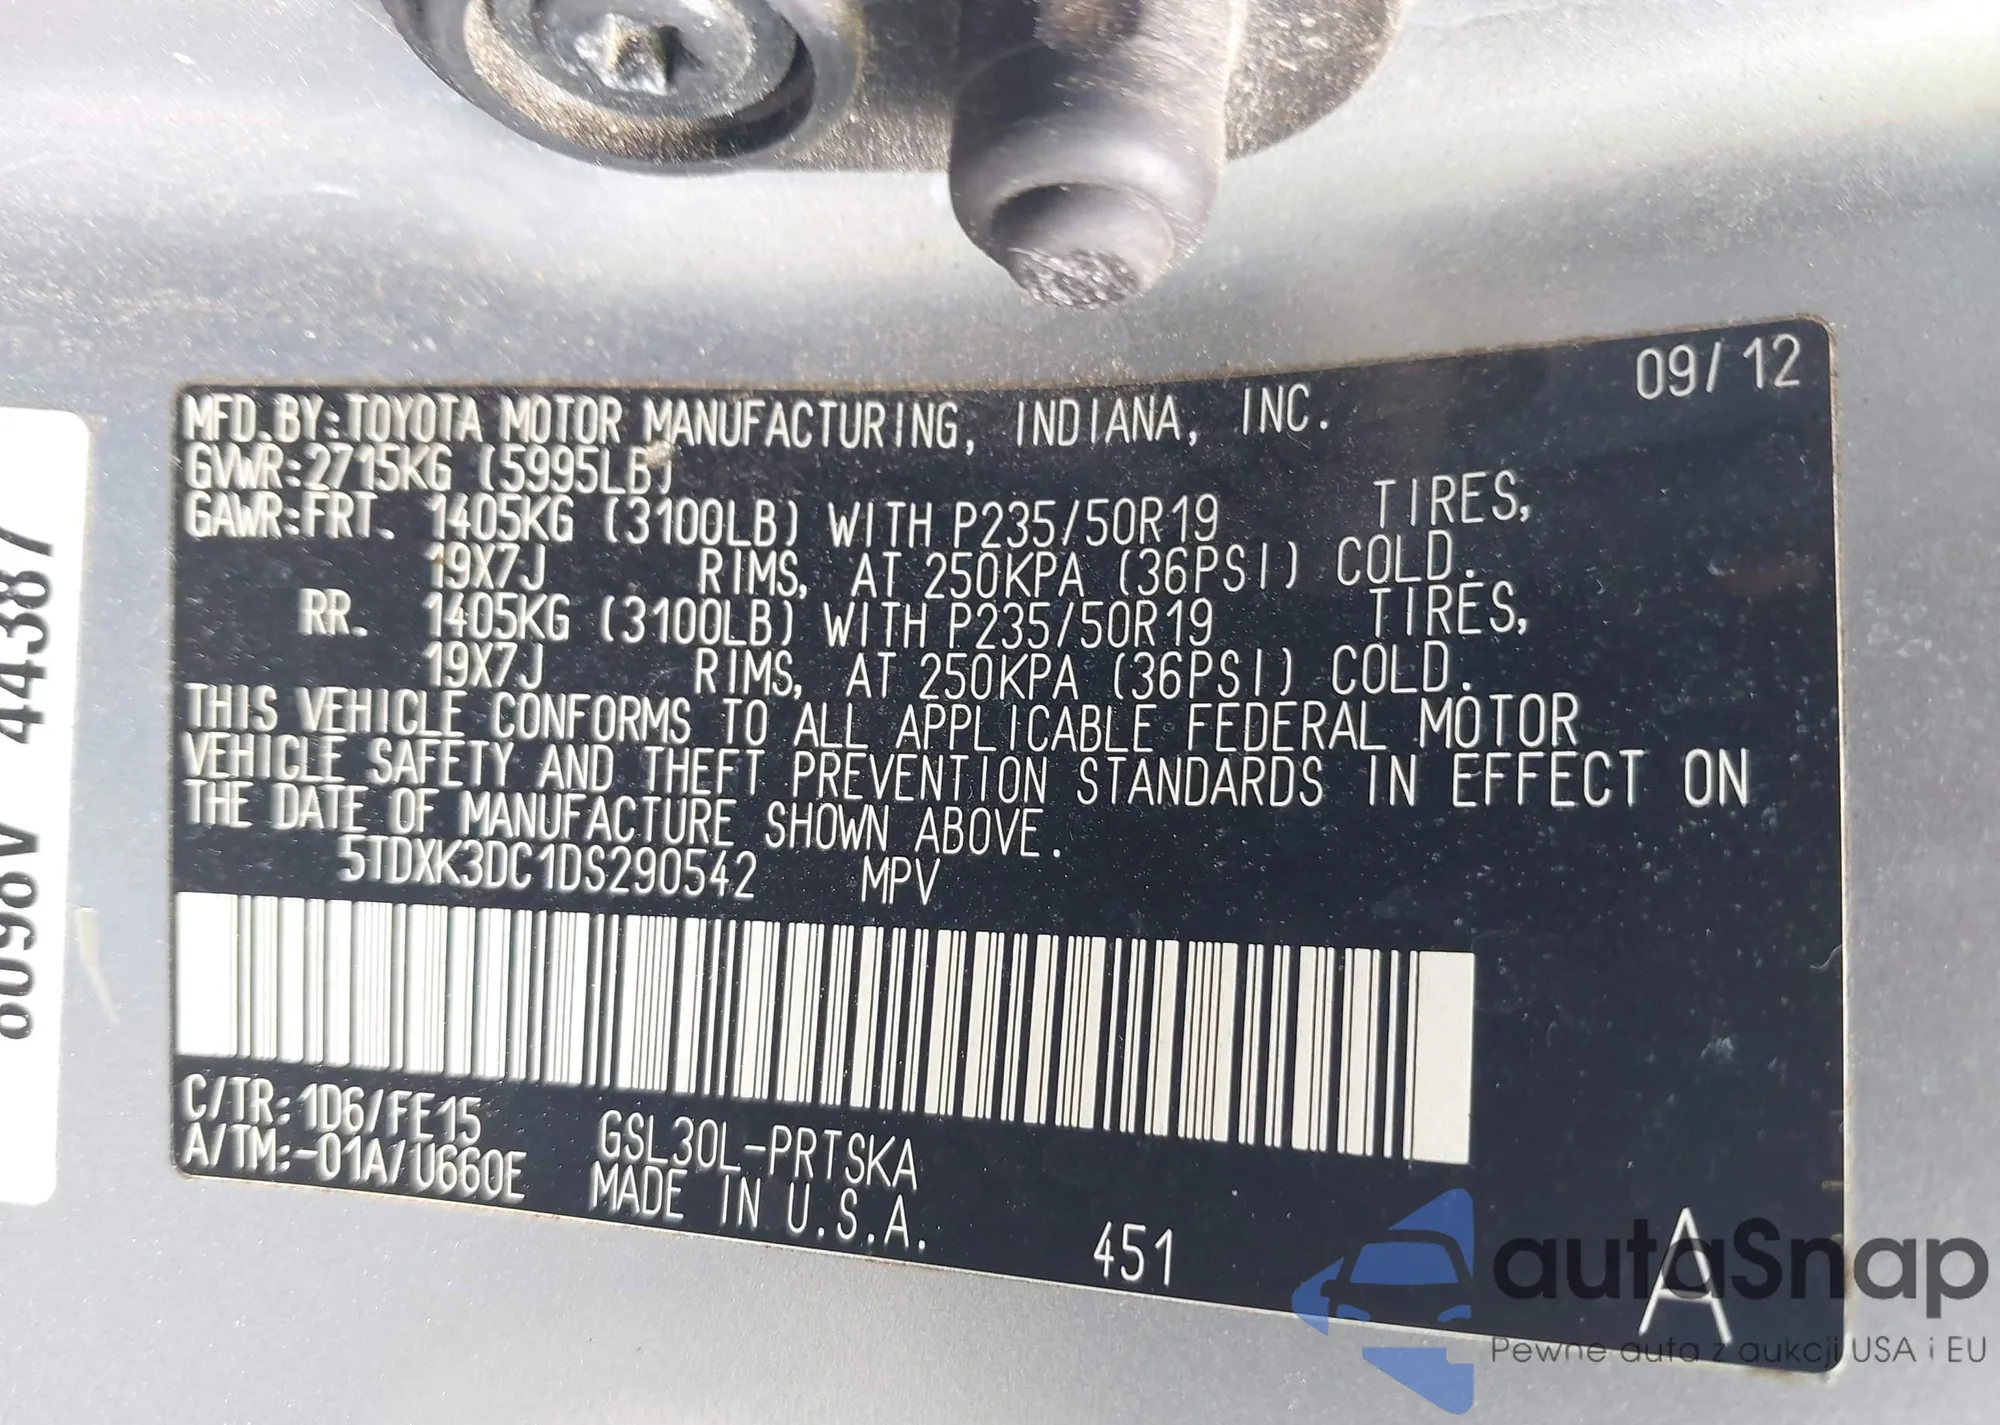 09/12
MFD. BY: TOYOTA MOTOR MANUFACTURING, INDIANA, INC.
GVWR: 2715KG (5995LB)
GAWR: FRT. 1405KG (3100LB) WITH P235/50R19 TIRES,
19X7J RIMS, AT 250KPA (36PSI) COLD.
RR. 1405KG (3100LB) WITH P235/50R19 TIRES,
19X7J RIMS, AT 250KPA (36PSI) COLD.
THIS VEHICLE CONFORMS TO ALL APPLICABLE FEDERAL MOTOR
VEHICLE SAFETY AND THEFT PREVENTION STANDARDS IN EFFECT ON
THE DATE OF MANUFACTURE SHOWN ABOVE.
5TDXK3DC1DS290542 MPV
C/TR: 1D6/FE15 GSL30L-PRTSKA
A/TM: -01A/U660E MADE IN U.S.A.
451
A
autaSnap
Pewne auta z aukcji USA i EU